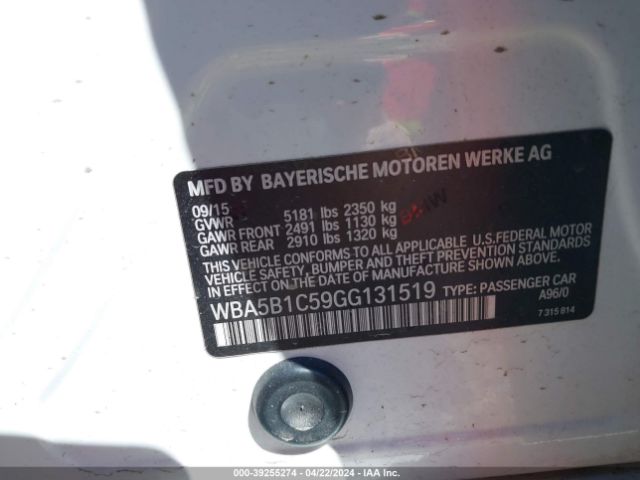 MFD BY BAYERISCHE MOTOREN WERKE AG
09/15
GVWR 5181 lbs 2350 kg
GAWR FRONT 2491 lbs 1130 kg
GAWR REAR 2910 lbs 1320 kg
BMW
THIS VEHICLE CONFORMS TO ALL APPLICABLE U.S. FEDERAL MOTOR
VEHICLE SAFETY, BUMPER AND THEFT PREVENTION STANDARDS
IN EFFECT ON THE DATE OF MANUFACTURE SHOWN ABOVE.
WBA5B1C59GG131519 TYPE: PASSENGER CAR
A96/0
7 315 814
000-39255274 | 04/22/2024 | IAA Inc.